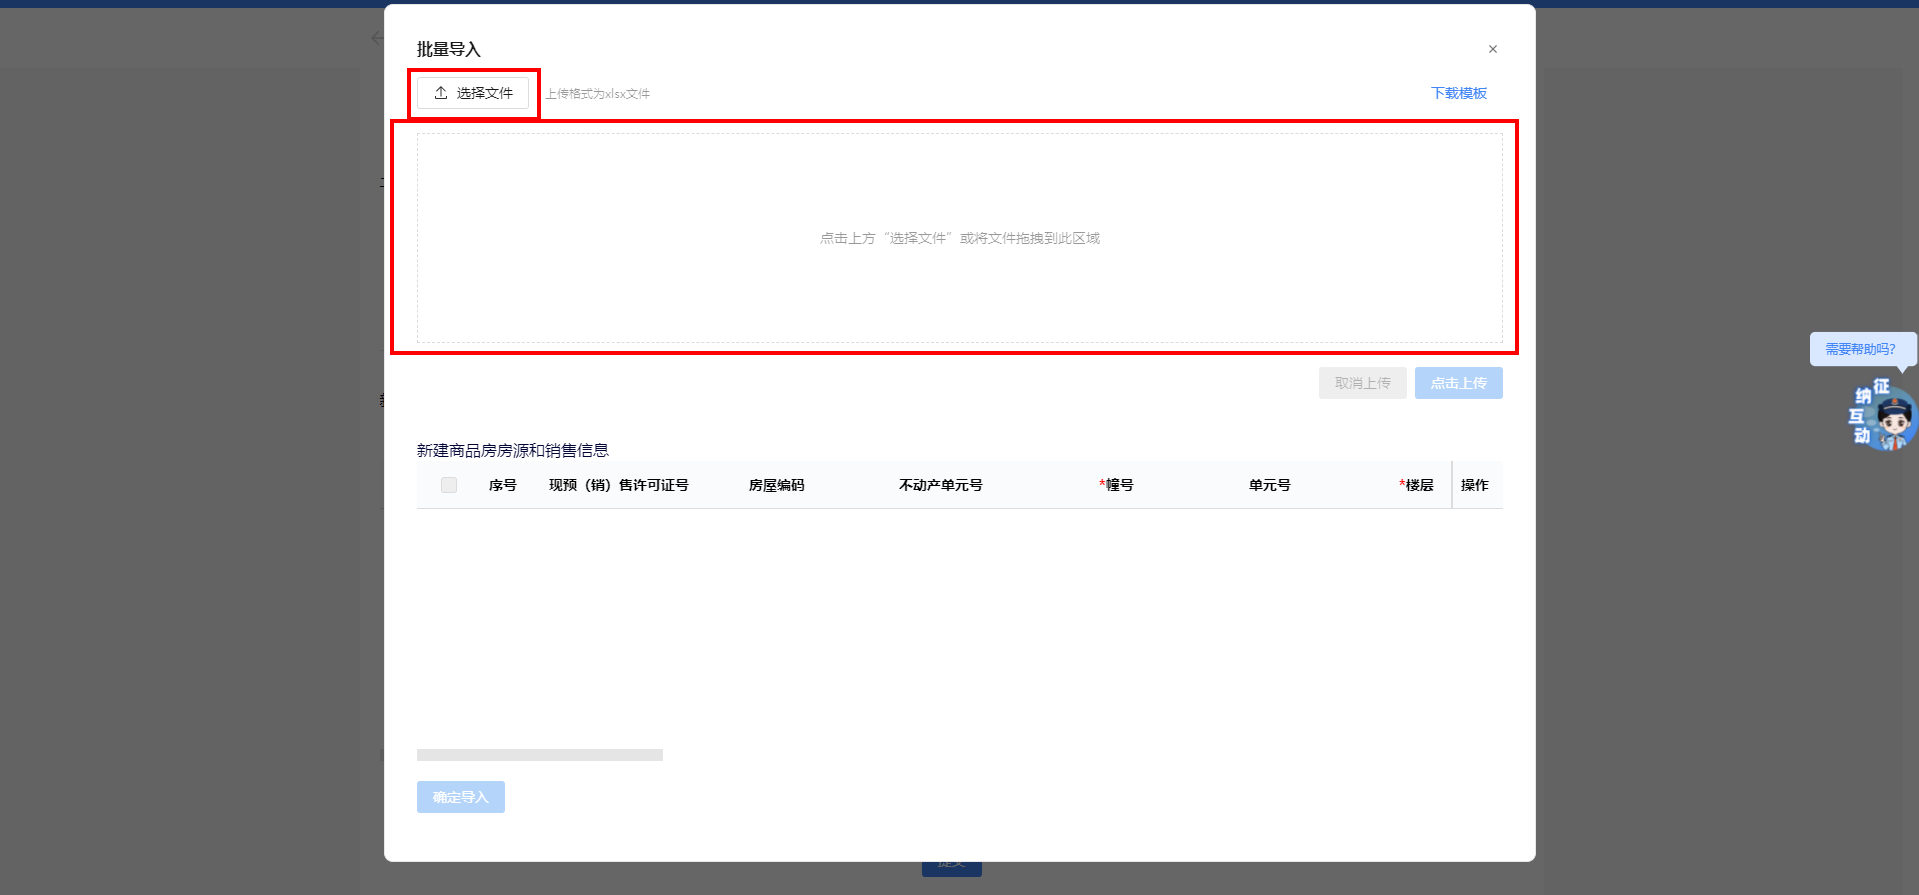 批量导入
×
选择文件 上传格式为xlsx文件 下载模板
点击上方“选择文件”或将文件拖拽到此区域
需要帮助吗?
征纳互动
取消上传 点击上传
新建商品房房源和销售信息
序号 现预（销）售许可证号 房屋编码 不动产单元号 *幢号 单元号 *楼层 操作
确定导入